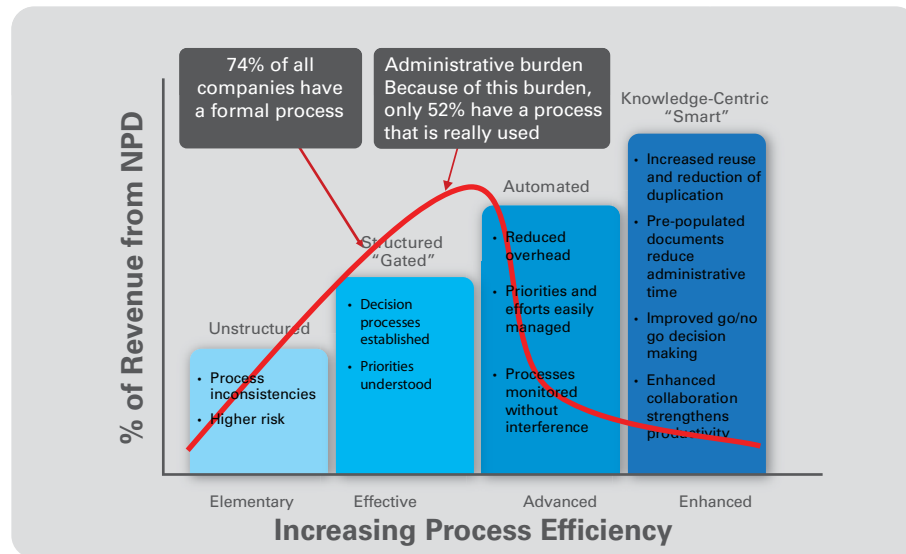 74% of all
companies have
a formal process
Administrative burden
Because of this burden,
only 52% have a process
that is really used
Knowledge-Centric
“Smart”
% of Revenue from NPD
• Increased reuse
and reduction of
duplication
• Pre-populated
documents
reduce
administrative
time
• Improved go/no
go decision
making
• Enhanced
collaboration
strengthens
productivity
Automated
• Reduced
overhead
• Priorities and
efforts easily
managed
• Processes
monitored
without
interference
Structured
“Gated”
• Decision
processes
established
• Priorities
understood
Unstructured
• Process
inconsistencies
• Higher risk
Elementary
Effective
Advanced
Enhanced
Increasing Process Efficiency